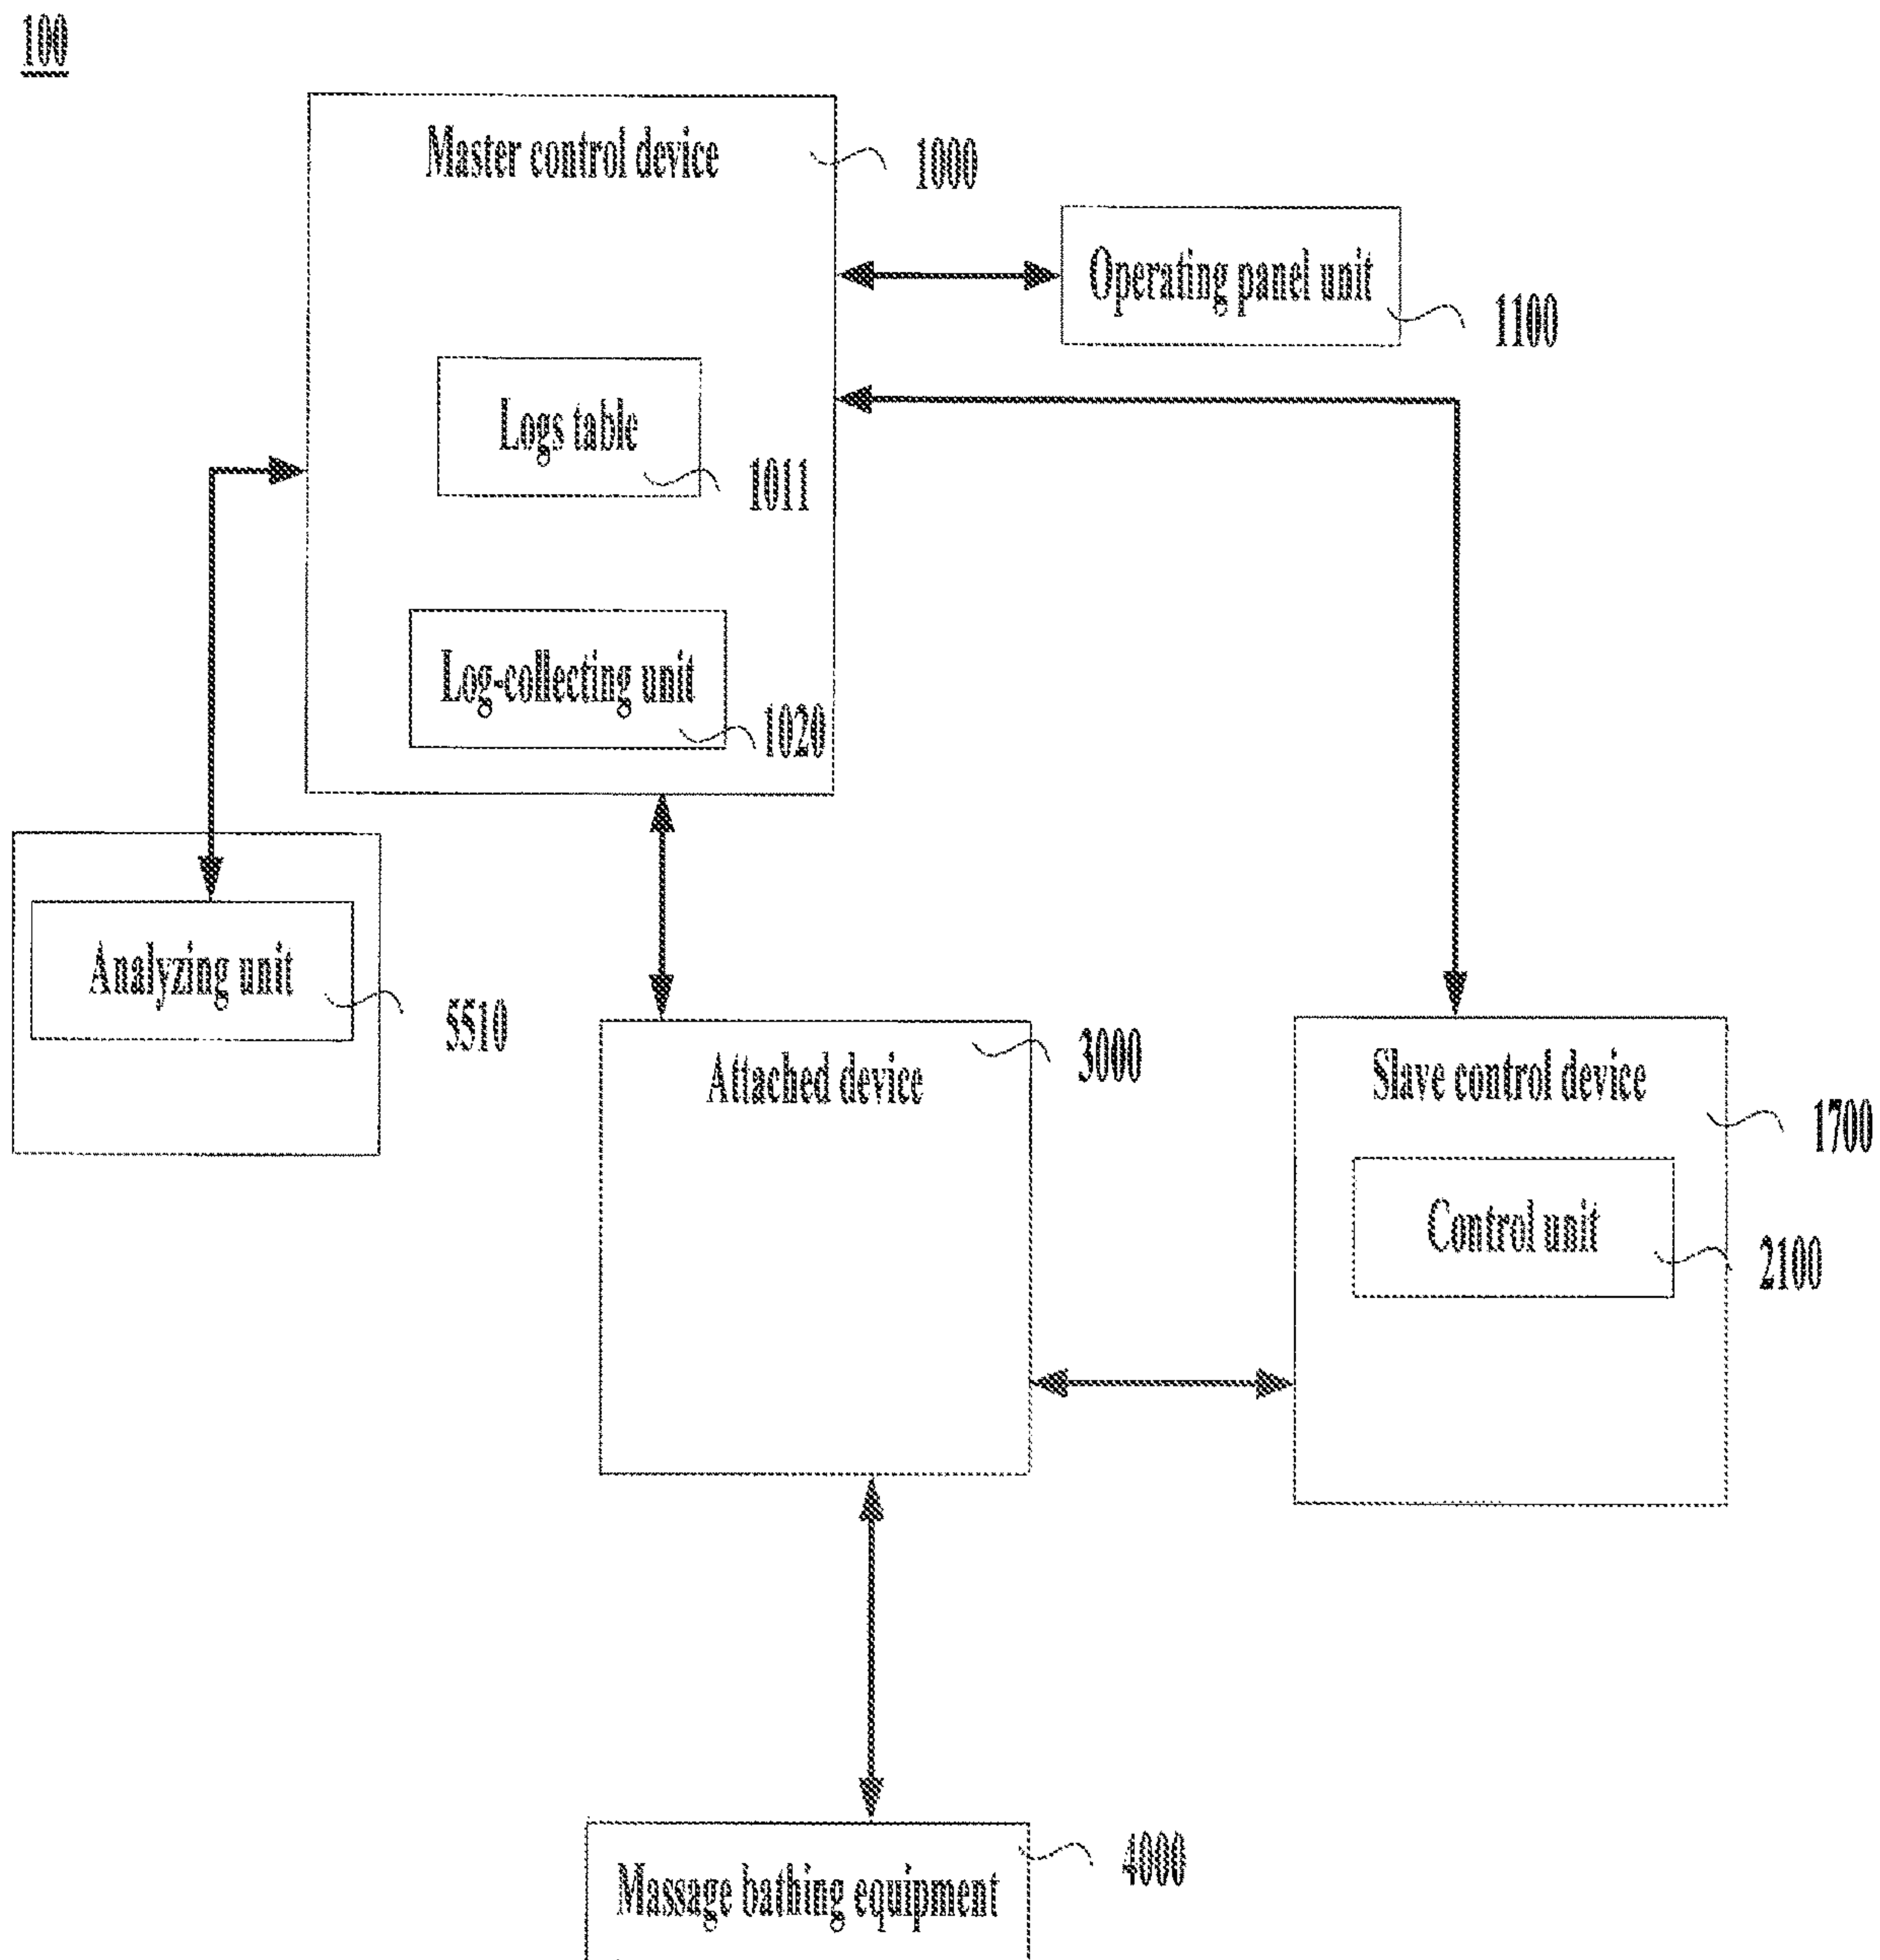 100
Master control device
1000
Operating panel unit
1100
Logs table
1011
Log-collecting unit
1020
Analyzing unit
5510
Attached device
3000
Slave control device
1700
Control unit
2100
Massage bathing equipment
4000